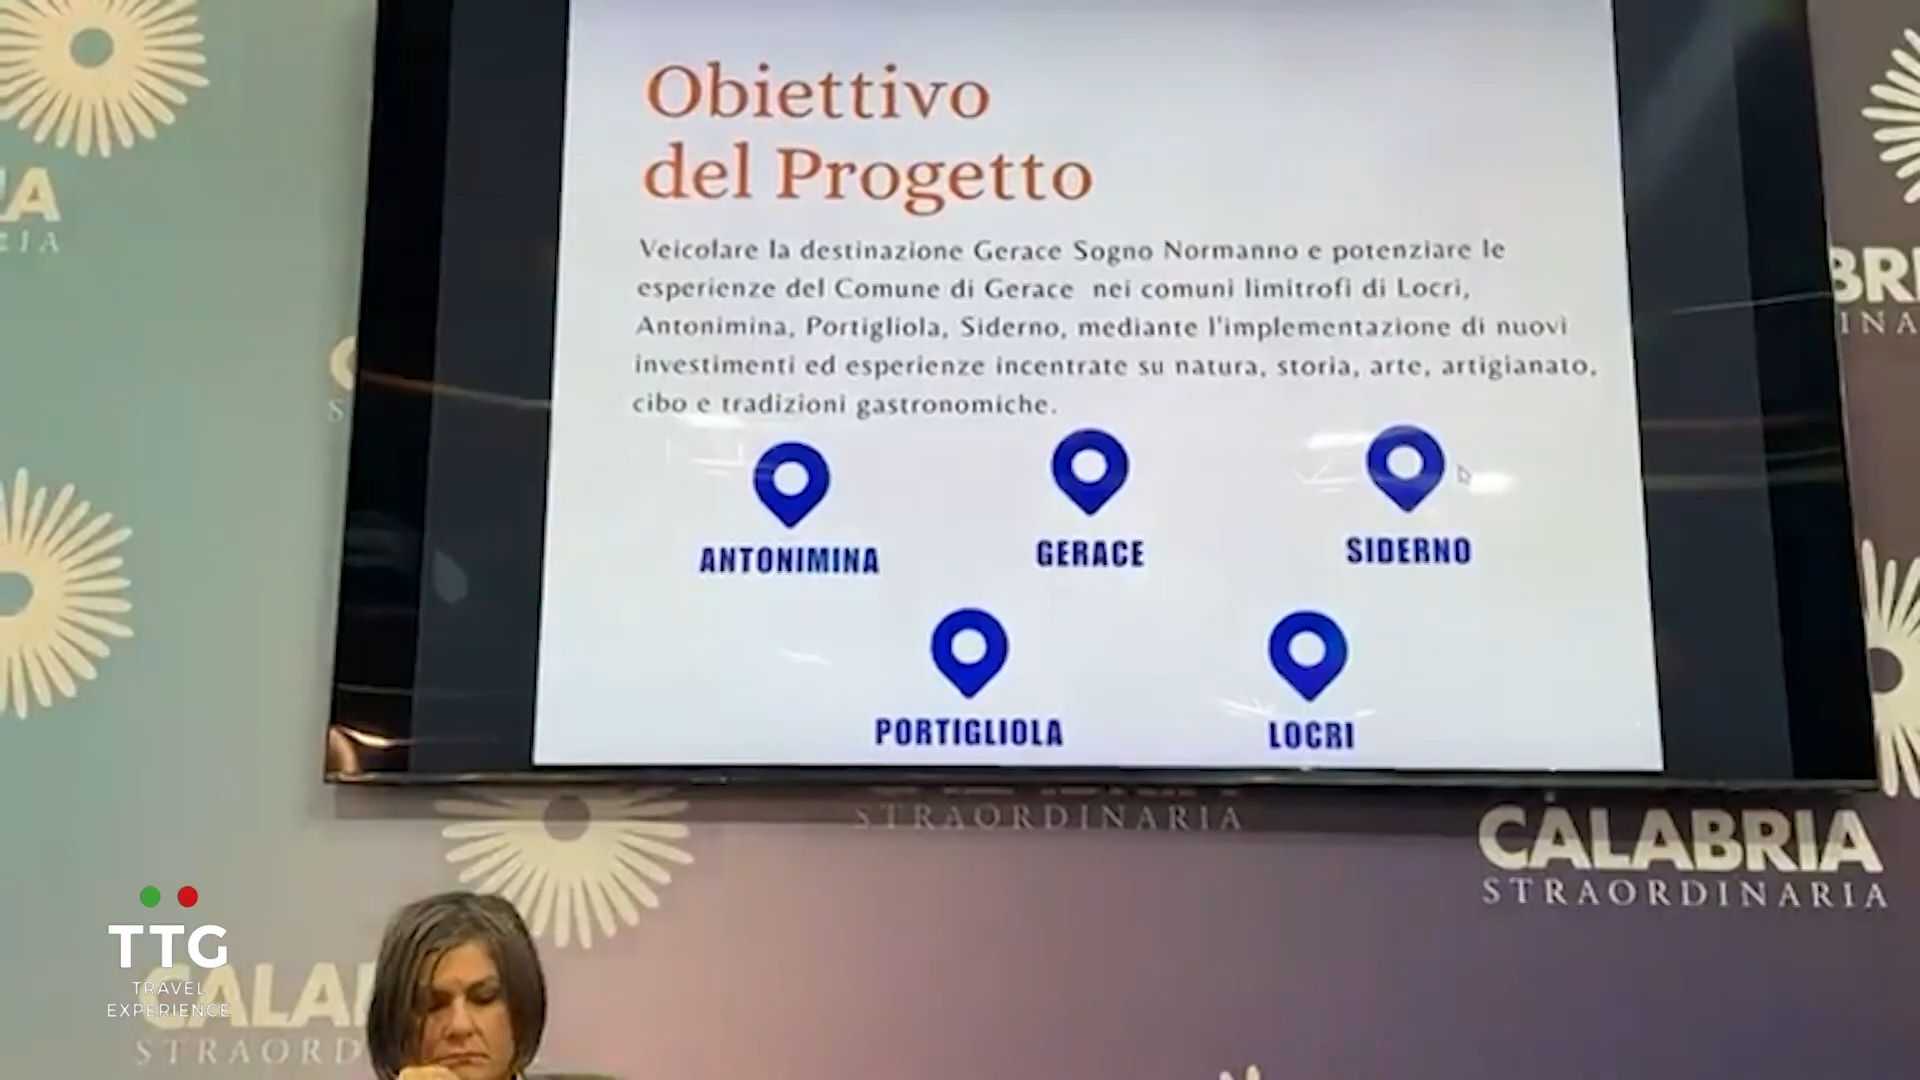 Obiettivo
del Progetto
Veicolare la destinazione Gerace Sogno Normanno e potenziare le
esperienze del Comune di Gerace nei comuni limitrofi di Locri,
Antonimina, Portigliola, Siderno, mediante l'implementazione di nuovi
investimenti ed esperienze incentrate su natura, storia, arte, artigianato,
cibo e tradizioni gastronomiche.
ANTONIMINA
GERACE
SIDERNO
PORTIGLIOLA
LOCRI
STRAORDINARIA
CALABRIA
STRAORDINARIA
TTG
TRAVEL
EXPERIENCE